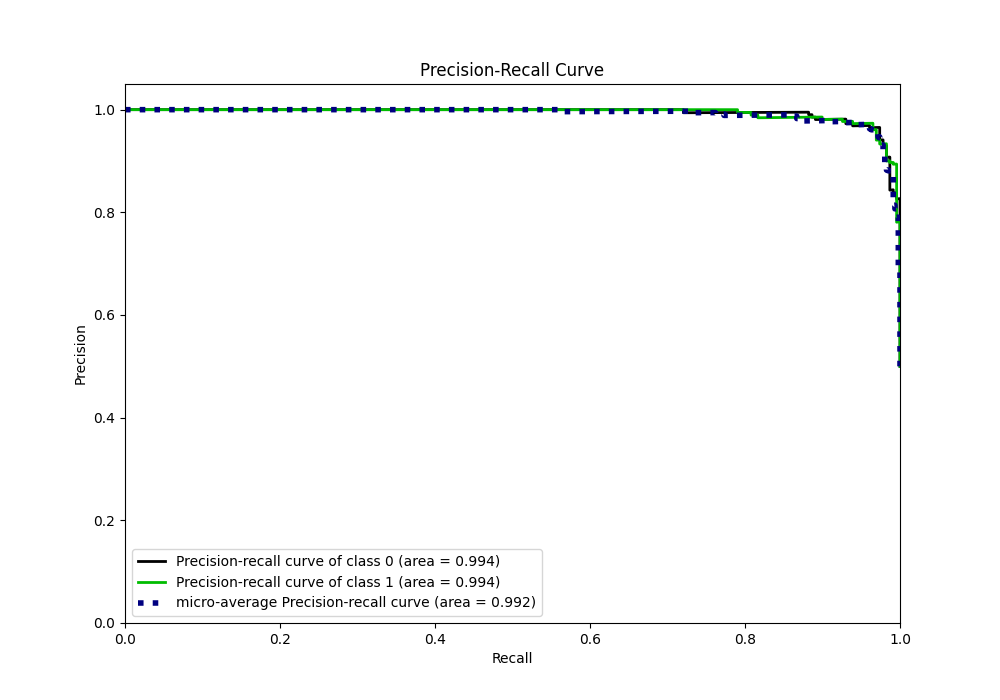 Precision-Recall Curve
1.0
0.8
0.6
0.4
0.2
0.0
Precision
Precision-recall curve of class 0 (area = 0.994)
Precision-recall curve of class 1 (area = 0.994)
micro-average Precision-recall curve (area = 0.992)
0.0 0.2 0.4 0.6 0.8 1.0
Recall